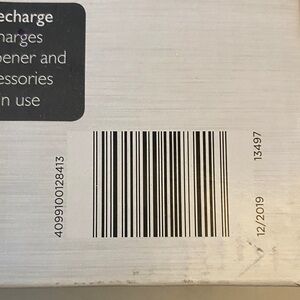 echarge
harges
pener and
essories
n use
4099100128413
13497
12/2019